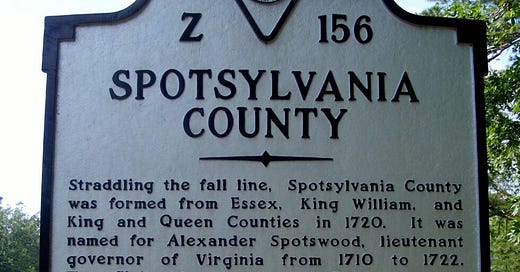 Z 156
SPOTSYLVANIA
COUNTY
Straddling the fall line, Spotsylvania County
was formed from Essex, King William, and
King and Queen Counties in 1720. It was
named for Alexander Spotswood, lieutenant
governor of Virginia from 1710 to 1722.